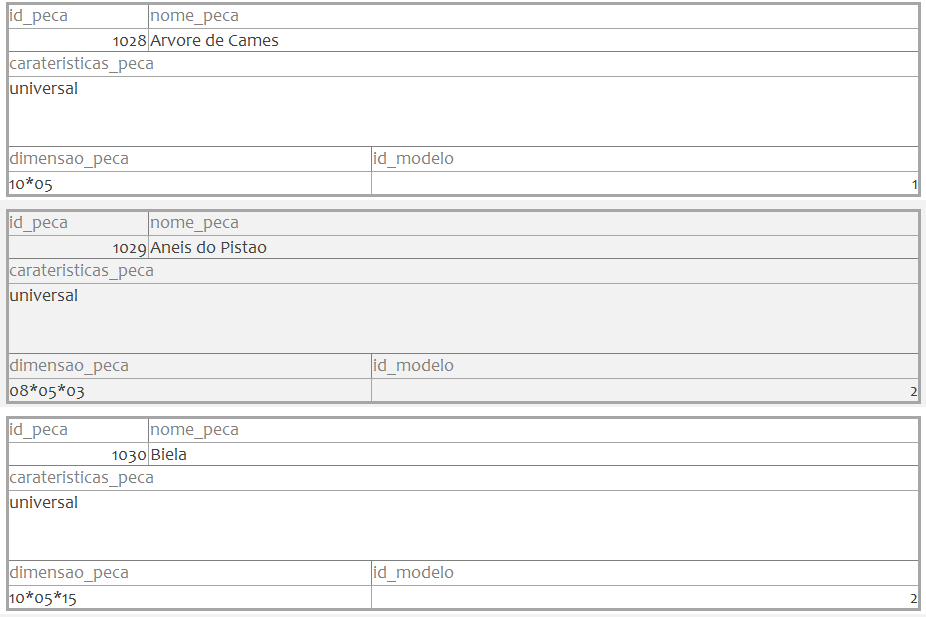 id_peca nome_peca
1028 Arvore de Cames
carateristicas_peca
universal
dimensao_peca id_modelo
10*05 1
id_peca nome_peca
1029 Aneis do Pistao
carateristicas_peca
universal
dimensao_peca id_modelo
08*05*03 2
id_peca nome_peca
1030 Biela
carateristicas_peca
universal
dimensao_peca id_modelo
10*05*15 2